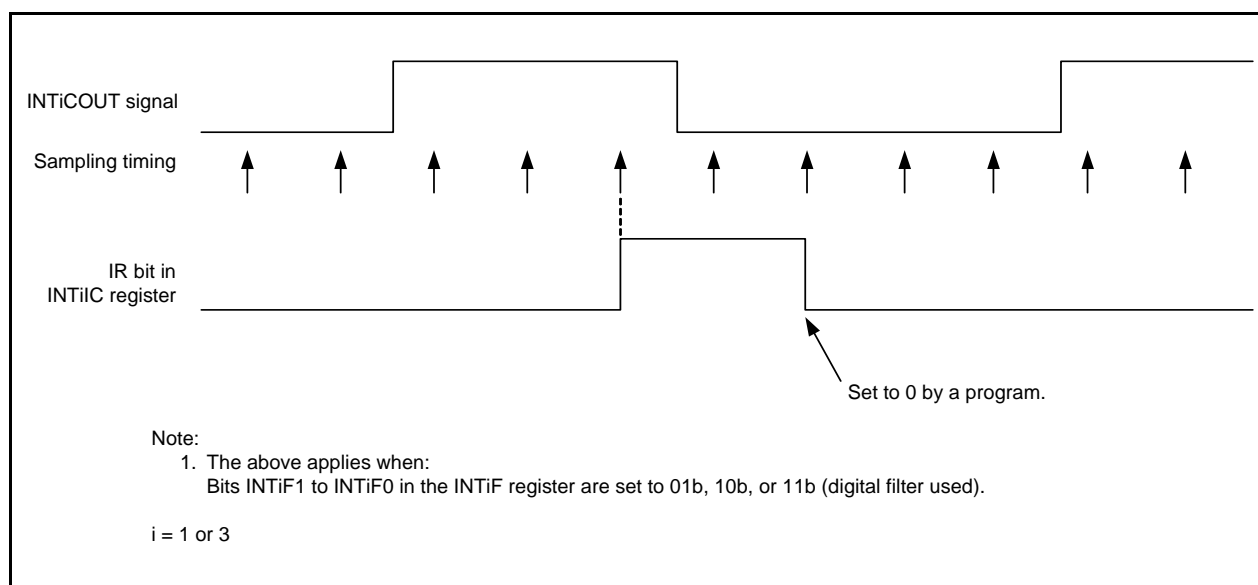 INTiCOUT signal
Sampling timing
IR bit in
INTiIC register
Set to 0 by a program.
Note:
1. The above applies when:
Bits INTiF1 to INTiF0 in the INTiF register are set to 01b, 10b, or 11b (digital filter used).
i = 1 or 3